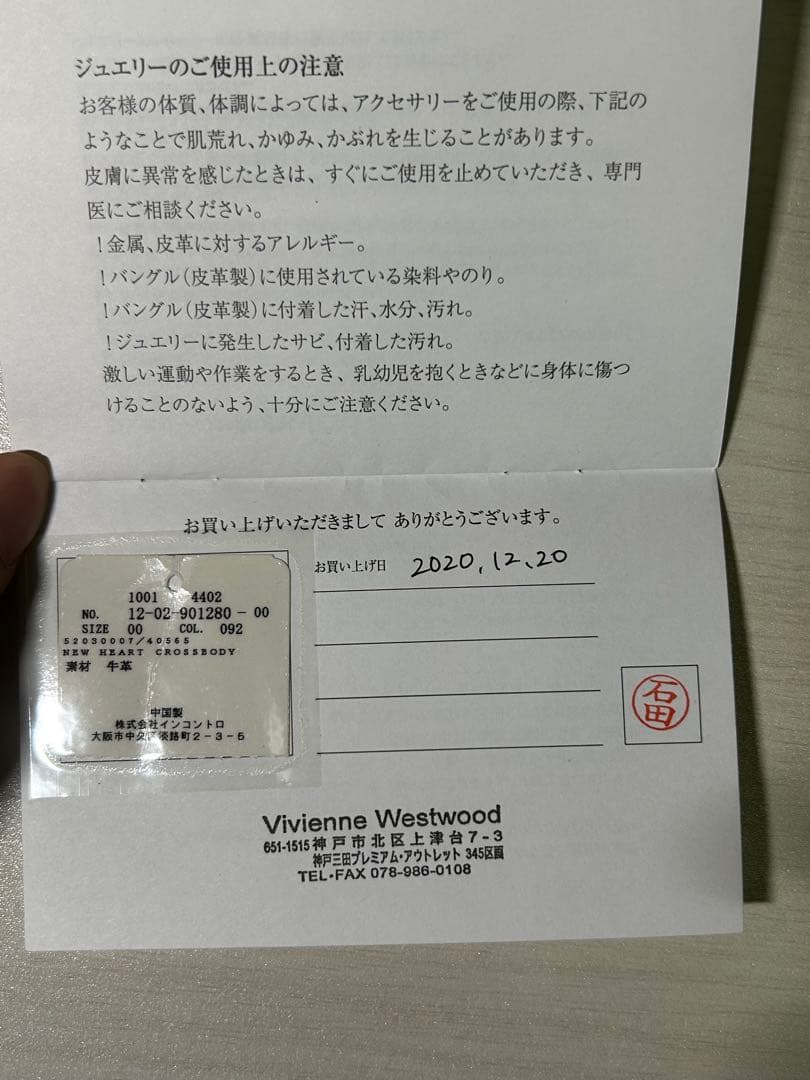 ジュエリーのご使用上の注意
お客様の体質、体調によっては、アクセサリーをご使用の際、下記の
ようなことで肌荒れ、かゆみ、かぶれを生じることがあります。
皮膚に異常を感じたときは、すぐにご使用を止めていただき、専門
医にご相談ください。
!金属、皮革に対するアレルギー。
!バングル(皮革製)に使用されている染料やのり。
!バングル(皮革製)に付着した汗、水分、汚れ。
!ジュエリーに発生したサビ、付着した汚れ。
激しい運動や作業をするとき、乳幼児を抱くときなどに身体に傷つ
けることのないよう、十分にご注意ください。
お買い上げいただきまして ありがとうございます。
お買い上げ日 2020.12.20
1001 4402
NO. 12-02-901280-00
SIZE 00 COL. 092
52030007/40565
NEW HEART CROSSBODY
素材 牛革
中国製
株式会社インコントロ
大阪市中央区淡路町2-3-5
石田
Vivienne Westwood
651-1515 神戸市北区上津台7-3
神戸三田プレミアム・アウトレット 345区画
TEL・FAX 078-986-0108